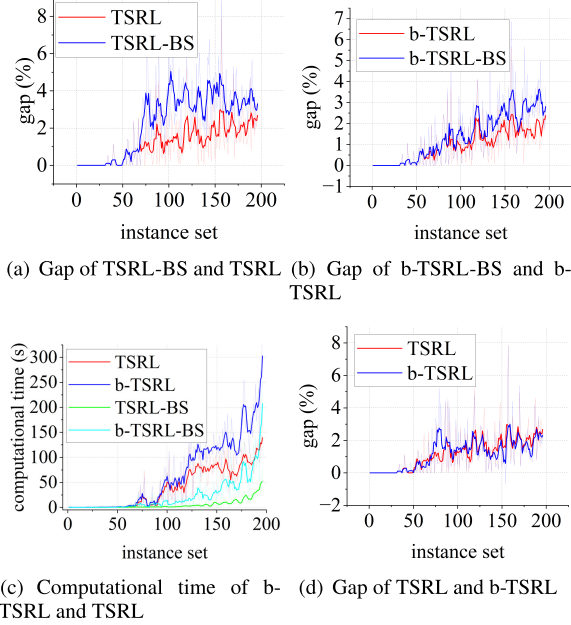 TSRL
TSRL-BS
gap (%)
8
6
4
2
0
0 50 100 150 200
instance set
(a) Gap of TSRL-BS and TSRL
b-TSRL
b-TSRL-BS
gap (%)
7
6
5
4
3
2
1
0
−1
0 50 100 150 200
instance set
(b) Gap of b-TSRL-BS and b-
TSRL
TSRL
b-TSRL
TSRL-BS
b-TSRL-BS
computational time (s)
300
250
200
150
100
50
0
0 50 100 150 200
instance set
(c) Computational time of b-
TSRL and TSRL
TSRL
b-TSRL
gap (%)
8
6
4
2
0
−2
0 50 100 150 200
instance set
(d) Gap of TSRL and b-TSRL